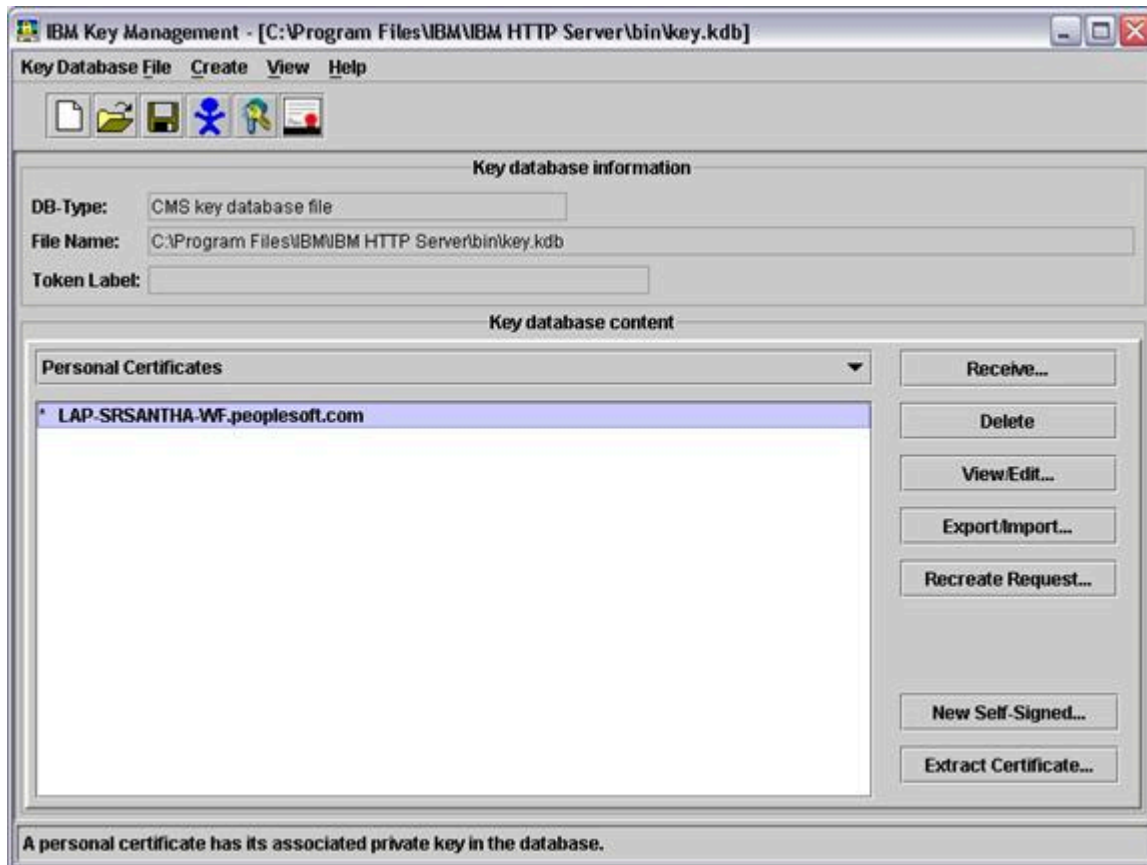 IBM Key Management - [C:\Program Files\IBM\IBM HTTP Server\bin\key.kdb]
Key Database File Create View Help
Key database information
DB-Type: CMS key database file
File Name: C:\Program Files\IBM\IBM HTTP Server\bin\key.kdb
Token Label:
Key database content
Personal Certificates
Receive...
* LAP-SRSANTHA-WF.peoplesoft.com
Delete
View/Edit...
Export/Import...
Recreate Request...
New Self-Signed...
Extract Certificate...
A personal certificate has its associated private key in the database.